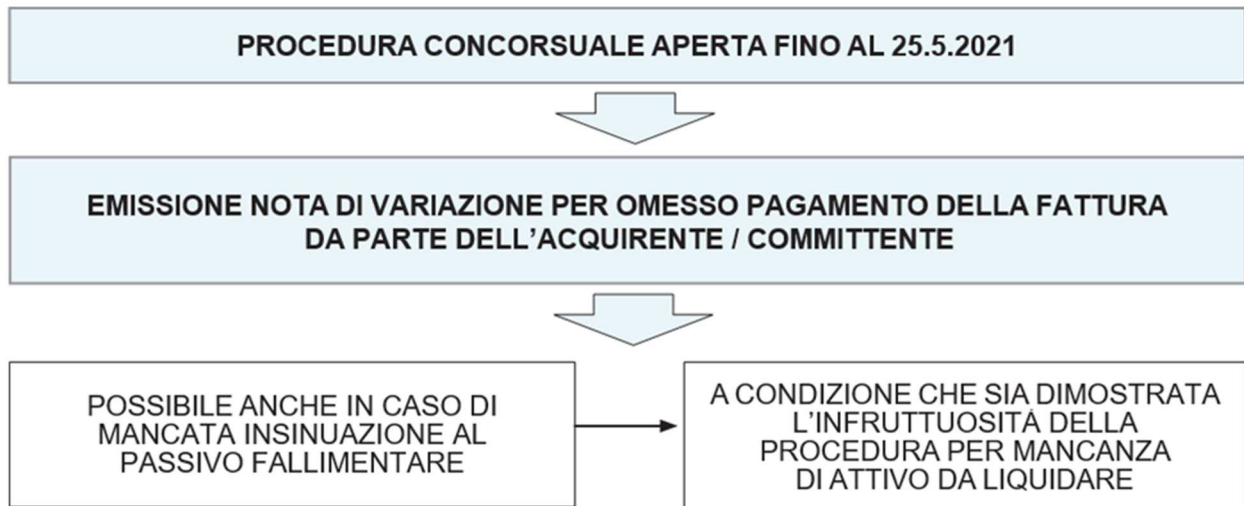 PROCEDURA CONCORSUALE APERTA FINO AL 25.5.2021
EMISSIONE NOTA DI VARIAZIONE PER OMESSO PAGAMENTO DELLA FATTURA
DA PARTE DELL'ACQUIRENTE / COMMITTENTE
POSSIBILE ANCHE IN CASO DI
MANCATA INSINUAZIONE AL
PASSIVO FALLIMENTARE
A CONDIZIONE CHE SIA DIMOSTRATA
L'INFRUTTUOSITÀ DELLA
PROCEDURA PER MANCANZA
DI ATTIVO DA LIQUIDARE